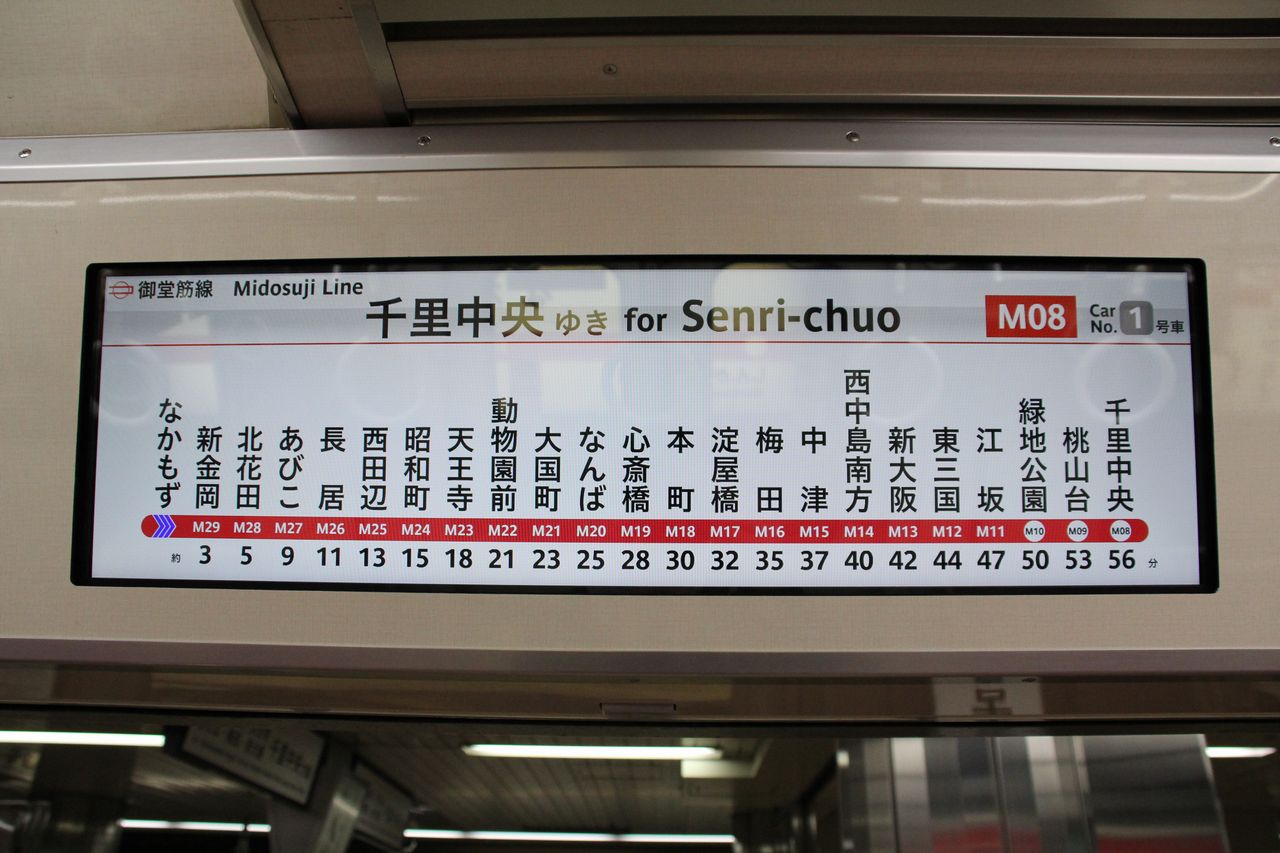 御堂筋線 Midosuji Line
千里中央 ゆき for Senri-chuo
M08
Car No. 1 号車
なかもず 新金岡 北花田 あびこ 長居 西田辺 昭和町 天王寺 動物園前 大国町 なんば 心斎橋 本町 淀屋橋 梅田 中津 西中島南方 新大阪 東三国 江坂 緑地公園 桃山台 千里中央
M29 M28 M27 M26 M25 M24 M23 M22 M21 M20 M19 M18 M17 M16 M15 M14 M13 M12 M11 M10 M09 M08
約 3 5 9 11 13 15 18 21 23 25 28 30 32 35 37 40 42 44 47 50 53 56 分